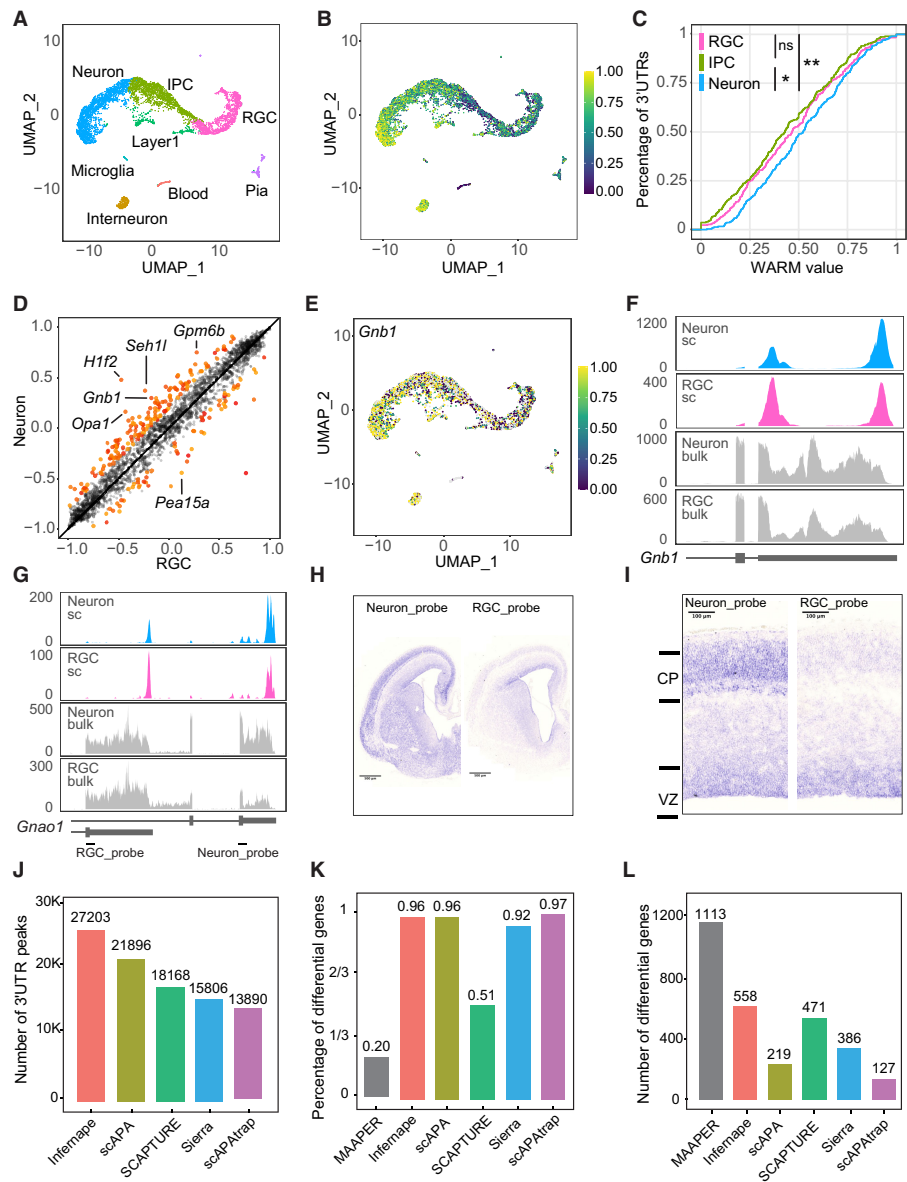 A
10
0
−10
UMAP_2
Neuron
IPC
RGC
Layer1
Microglia
Blood
Pia
Interneuron
−10
0
10
UMAP_1
B
10
0
−10
UMAP_2
1.00
0.75
0.50
0.25
0.00
−10
0
10
UMAP_1
C
Percentage of 3'UTRs
1
0.75
0.50
0.25
0
RGC
IPC
Neuron
ns
*
**
0
0.25
0.50
0.75
1
WARM value
D
Neuron
1.0
0.5
0.0
−0.5
−1.0
Gpm6b
Seh1l
H1f2
Gnb1
Opa1
Pea15a
−1.0
−0.5
0.0
0.5
1.0
RGC
E
Gnb1
10
0
−10
UMAP_2
1.00
0.75
0.50
0.25
0.00
−10
0
10
UMAP_1
F
1200
0
Neuron
sc
400
0
RGC
sc
1000
0
Neuron
bulk
600
0
RGC
bulk
Gnb1
G
200
0
Neuron
sc
100
0
RGC
sc
500
0
Neuron
bulk
300
0
RGC
bulk
Gnao1
RGC_probe
Neuron_probe
H
Neuron_probe
RGC_probe
I
Neuron_probe
RGC_probe
100 μm
100 μm
CP
VZ
J
Number of 3'UTR peaks
30K
20K
10K
0
27203
21896
18168
15806
13890
Infernape
scAPA
SCAPTURE
Sierra
scAPAtrap
K
Percentage of differential genes
1
2/3
1/3
0
0.20
0.96
0.96
0.51
0.92
0.97
MAAPER
Infernape
scAPA
SCAPTURE
Sierra
scAPAtrap
L
Number of differential genes
1200
800
400
0
1113
558
219
471
386
127
MAAPER
Infernape
scAPA
SCAPTURE
Sierra
scAPAtrap